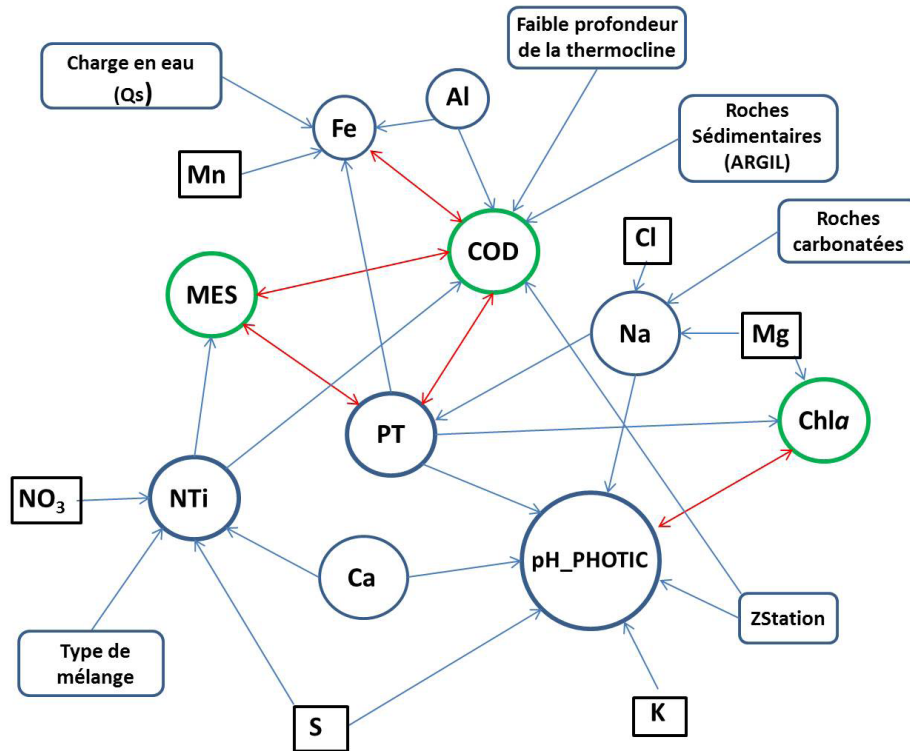 Faible profondeur
de la thermocline
Charge en eau
(Qs)
Al
Fe
Roches
Sédimentaires
(ARGIL)
Mn
COD
Cl
Roches
carbonatées
MES
Na
Mg
PT
Chla
NO3
NTi
Ca
pH_PHOTIC
ZStation
Type de
mélange
S
K